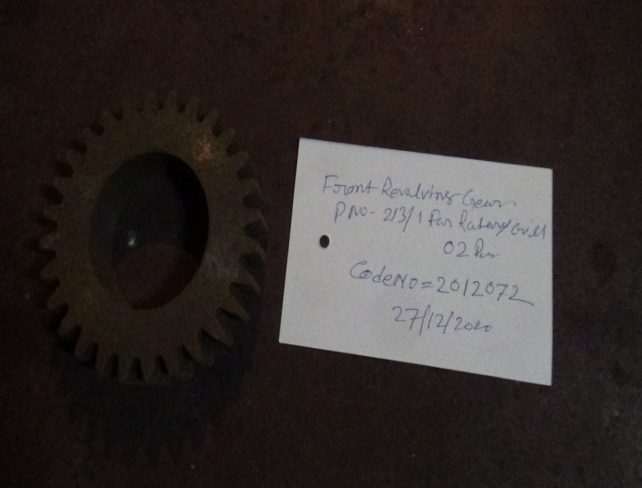 Front Revolving Gear
P No - 213/1 For Rotary Drill
02 Pcs
Code No = 2012072
27/12/2020